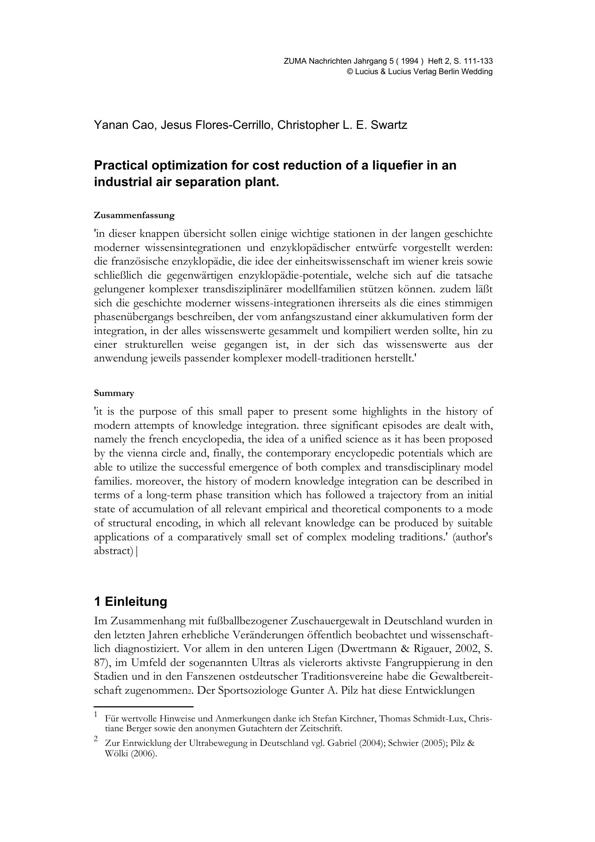 ZUMA Nachrichten Jahrgang 5 ( 1994 ) Heft 2, S. 111-133
© Lucius & Lucius Verlag Berlin Wedding
Yanan Cao, Jesus Flores-Cerrillo, Christopher L. E. Swartz
Practical optimization for cost reduction of a liquefier in an
industrial air separation plant.
Zusammenfassung
'in dieser knappen übersicht sollen einige wichtige stationen in der langen geschichte
moderner wissensintegrationen und enzyklopädischer entwürfe vorgestellt werden:
die französische enzyklopädie, die idee der einheitswissenschaft im wiener kreis sowie
schließlich die gegenwärtigen enzyklopädie-potentiale, welche sich auf die tatsache
gelungener komplexer transdisziplinärer modellfamilien stützen können. zudem läßt
sich die geschichte moderner wissens-integrationen ihrerseits als die eines stimmigen
phasenübergangs beschreiben, der vom anfangszustand einer akkumulativen form der
integration, in der alles wissenswerte gesammelt und kompiliert werden sollte, hin zu
einer strukturellen weise gegangen ist, in der sich das wissenswerte aus der
anwendung jeweils passender komplexer modell-traditionen herstellt.'
Summary
'it is the purpose of this small paper to present some highlights in the history of
modern attempts of knowledge integration. three significant episodes are dealt with,
namely the french encyclopedia, the idea of a unified science as it has been proposed
by the vienna circle and, finally, the contemporary encyclopedic potentials which are
able to utilize the successful emergence of both complex and transdisciplinary model
families. moreover, the history of modern knowledge integration can be described in
terms of a long-term phase transition which has followed a trajectory from an initial
state of accumulation of all relevant empirical and theoretical components to a mode
of structural encoding, in which all relevant knowledge can be produced by suitable
applications of a comparatively small set of complex modeling traditions.' (author's
abstract)|
1 Einleitung
Im Zusammenhang mit fußballbezogener Zuschauergewalt in Deutschland wurden in
den letzten Jahren erhebliche Veränderungen öffentlich beobachtet und wissenschaft-
lich diagnostiziert. Vor allem in den unteren Ligen (Dwertmann & Rigauer, 2002, S.
87), im Umfeld der sogenannten Ultras als vielerorts aktivste Fangruppierung in den
Stadien und in den Fanszenen ostdeutscher Traditionsvereine habe die Gewaltbereit-
schaft zugenommen2. Der Sportsoziologe Gunter A. Pilz hat diese Entwicklungen
1 Für wertvolle Hinweise und Anmerkungen danke ich Stefan Kirchner, Thomas Schmidt-Lux, Chris-
tiane Berger sowie den anonymen Gutachtern der Zeitschrift.
2 Zur Entwicklung der Ultrabewegung in Deutschland vgl. Gabriel (2004); Schwier (2005); Pilz &
Wölki (2006).